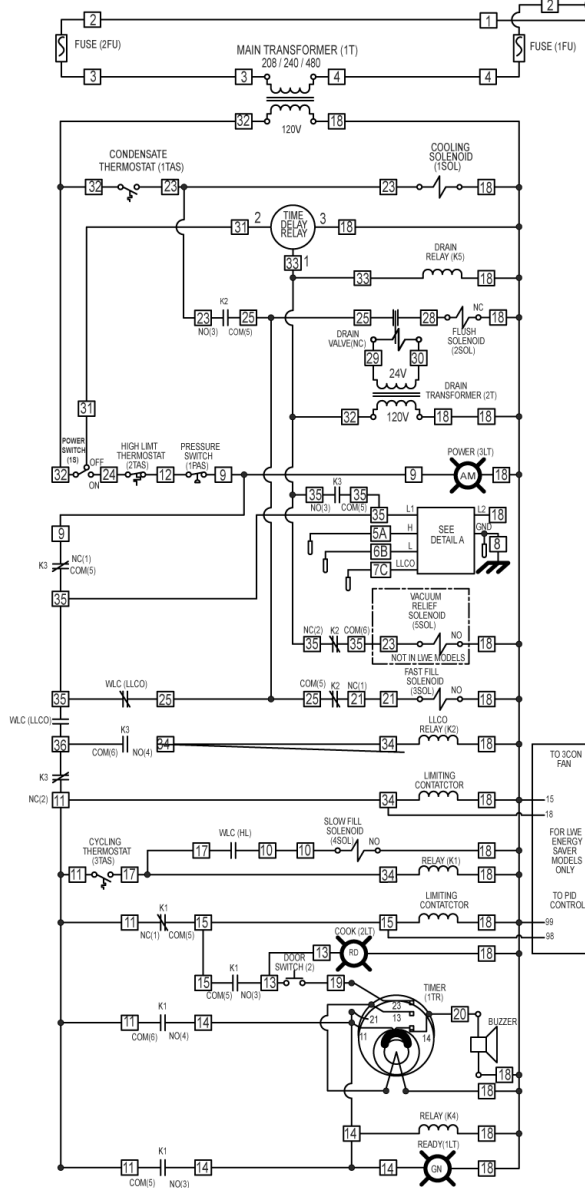 2
2 1
FUSE (2FU) FUSE (1FU)
MAIN TRANSFORMER (1T)
208 / 240 / 480
3 3 4 4
32 18
120V
CONDENSATE
THERMOSTAT (1TAS)
COOLING
SOLENOID
(1SOL)
32 23 23 18
31 2 TIME
DELAY
RELAY 3 18
33 1
DRAIN
RELAY (K5)
33 18
K2
23 25 25 28 NC 18
NO(3) COM(5)
DRAIN
VALVE(NC)
FLUSH
SOLENOID
(2SOL)
29 30
24V
DRAIN
TRANSFORMER (2T)
32 120V 18 18
31
POWER
SWITCH
(1S)
OFF
ON
HIGH LIMT
THERMOSTAT
(2TAS)
PRESSURE
SWITCH
(1PAS)
POWER (3LT)
32 24 12 9 9 AM 18
K3
35 35
NO(3) COM(5)
35 L1 L2 18
5A H GND
6B L 8
7C LLCO
SEE
DETAIL A
9
NC(1)
K3 COM(5)
35
VACUUM
RELIEF
SOLENOID
(5SOL)
NC(2) K2 COM(6)
35 35 23 NO 18
NOT IN LWE MODELS
WLC (LLCO)
35 25
COM(5) K2 NC(1)
25 21 21
FAST FILL
SOLENOID
(3SOL) NO
18
WLC (LLCO)
K3
36 34 34 18
COM(6) NO(4)
LLCO
RELAY (K2)
K3
NC(2) 11
LIMITING
CONTATCTOR
34 18
15
18
TO 3CON
FAN
FOR LWE
ENERGY
SAVER
MODELS
ONLY
TO PID
CONTROL
SLOW FILL
SOLENOID
(4SOL) NO
WLC (HL)
17 10 10 18
CYCLING
THERMOSTAT
(3TAS)
11 17
RELAY (K1)
34 18
LIMITING
CONTATCTOR
K1
11 15 15 18
NC(1) COM(5)
99
98
COOK (2LT)
13 RD 18
DOOR
SWITCH (2)
K1
15 13 19
COM(5) NO(3)
TIMER
(1TR)
23
21 13
11 14
20
BUZZER
18
18
K1
11 14
COM(6) NO(4)
RELAY (K4)
14 18
READY(1LT)
K1
11 14 14 GN 18
COM(5) NO(3)